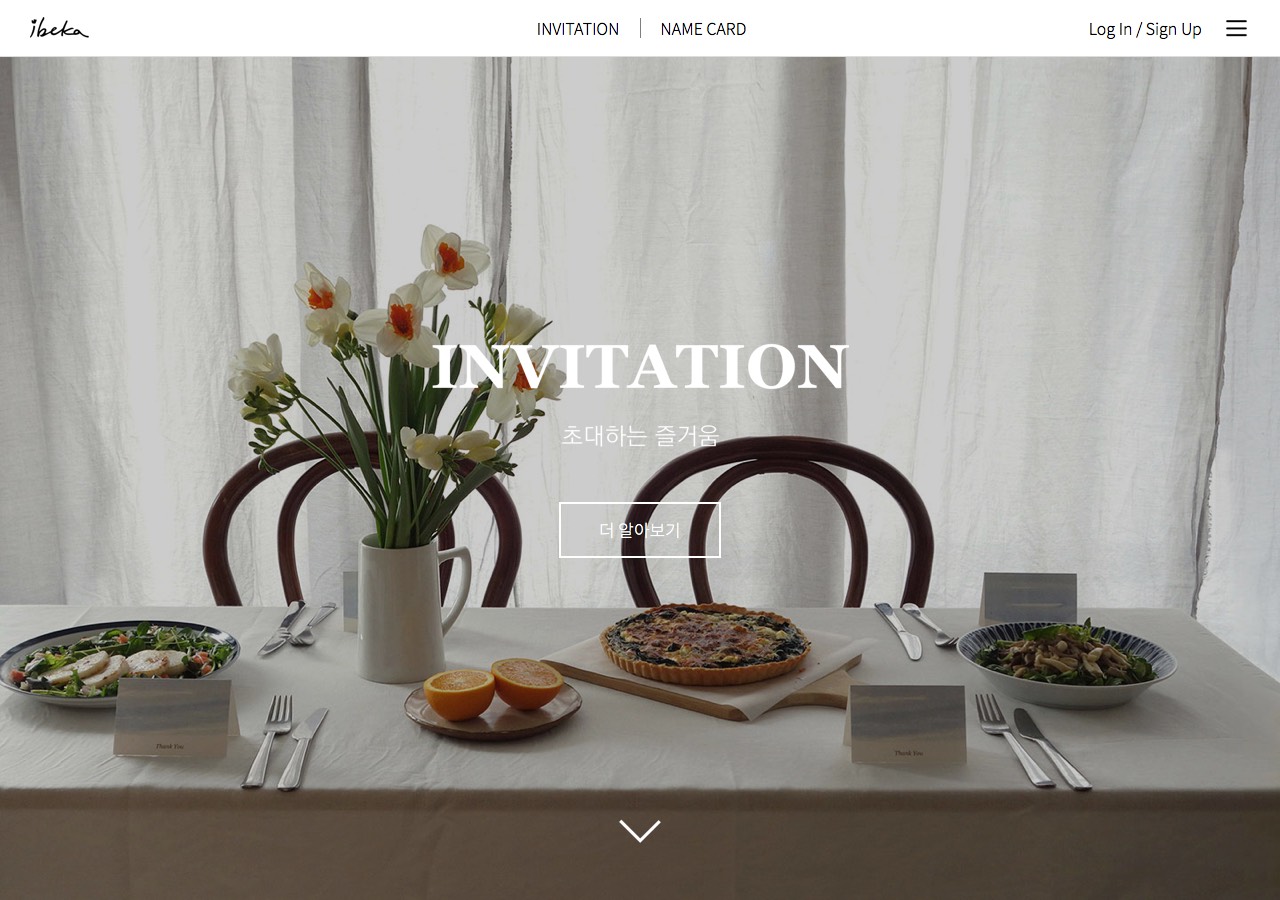 ibeka
INVITATION
NAME CARD
Log In / Sign Up
INVITATION
초대하는 즐거움
더 알아보기
Thank You
Thank You